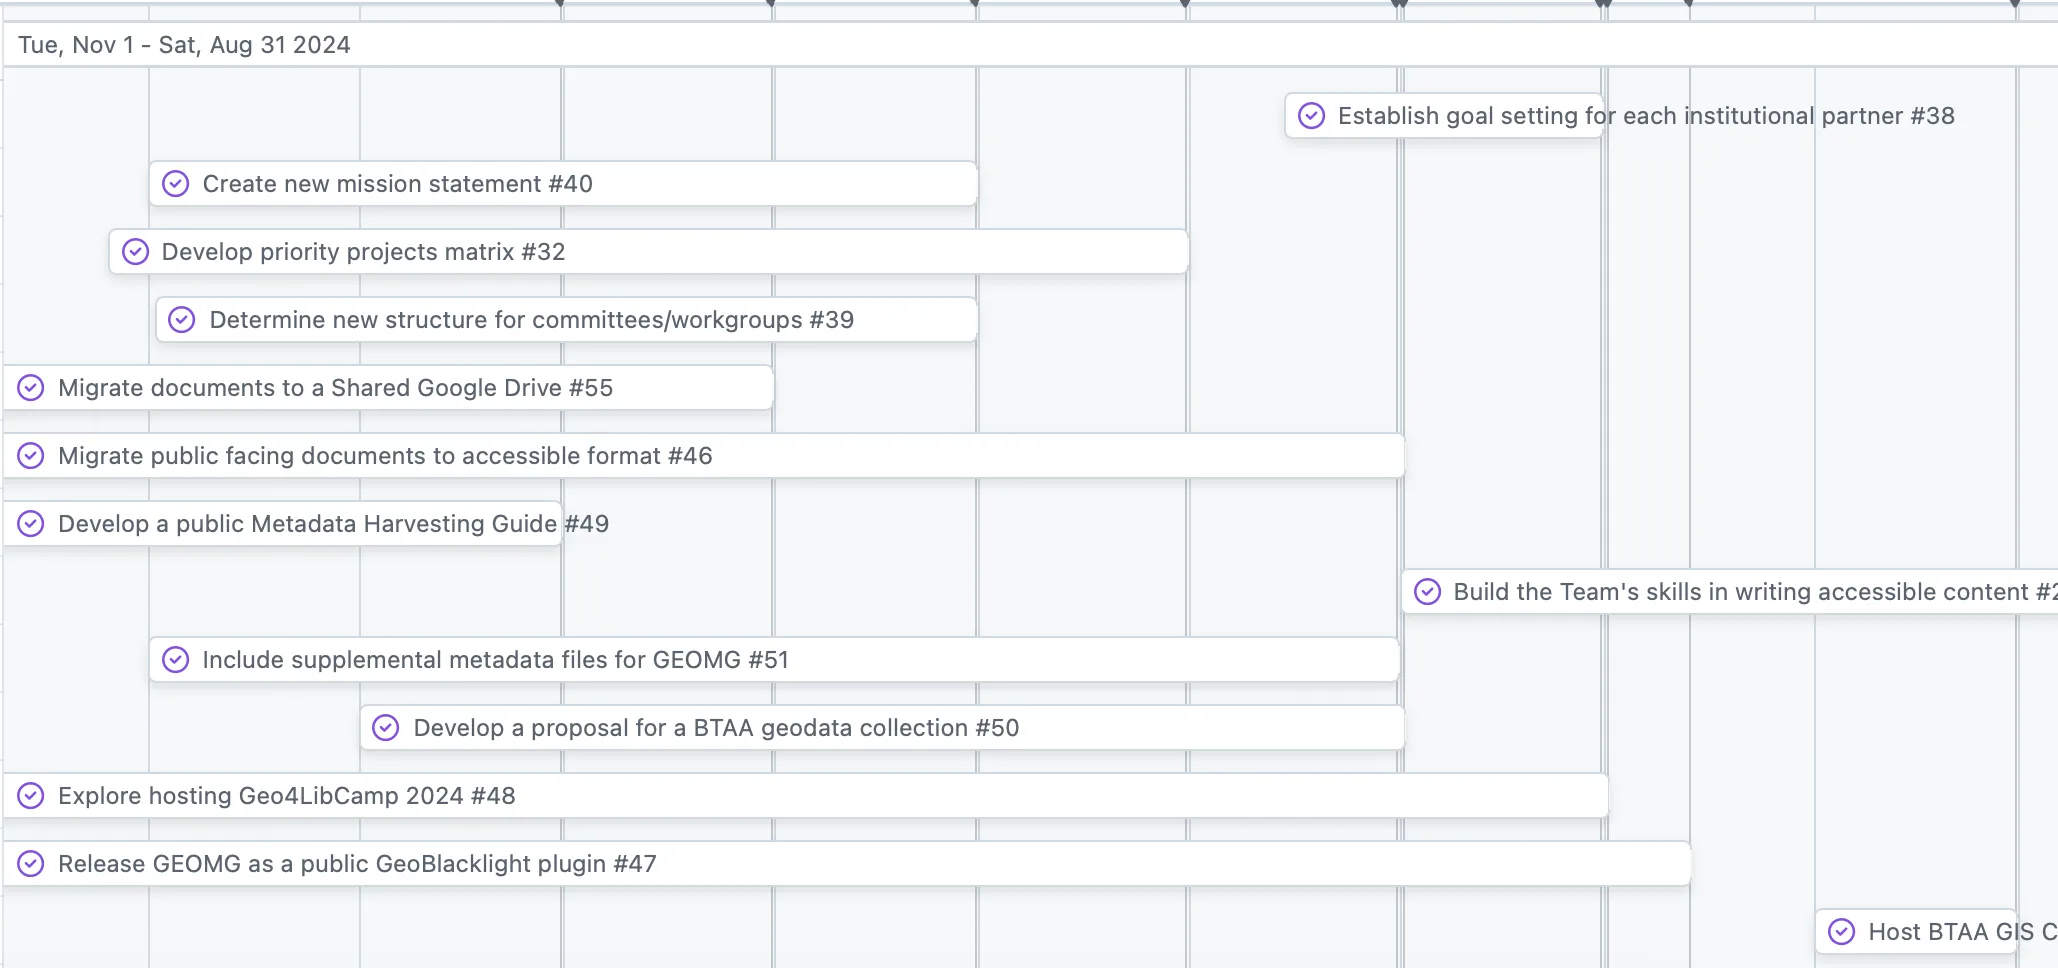 Tue, Nov 1 - Sat, Aug 31 2024
Establish goal setting for each institutional partner #38
Create new mission statement #40
Develop priority projects matrix #32
Determine new structure for committees/workgroups #39
Migrate documents to a Shared Google Drive #55
Migrate public facing documents to accessible format #46
Develop a public Metadata Harvesting Guide #49
Build the Team's skills in writing accessible content #2
Include supplemental metadata files for GEOMG #51
Develop a proposal for a BTAA geodata collection #50
Explore hosting Geo4LibCamp 2024 #48
Release GEOMG as a public GeoBlacklight plugin #47
Host BTAA GIS C